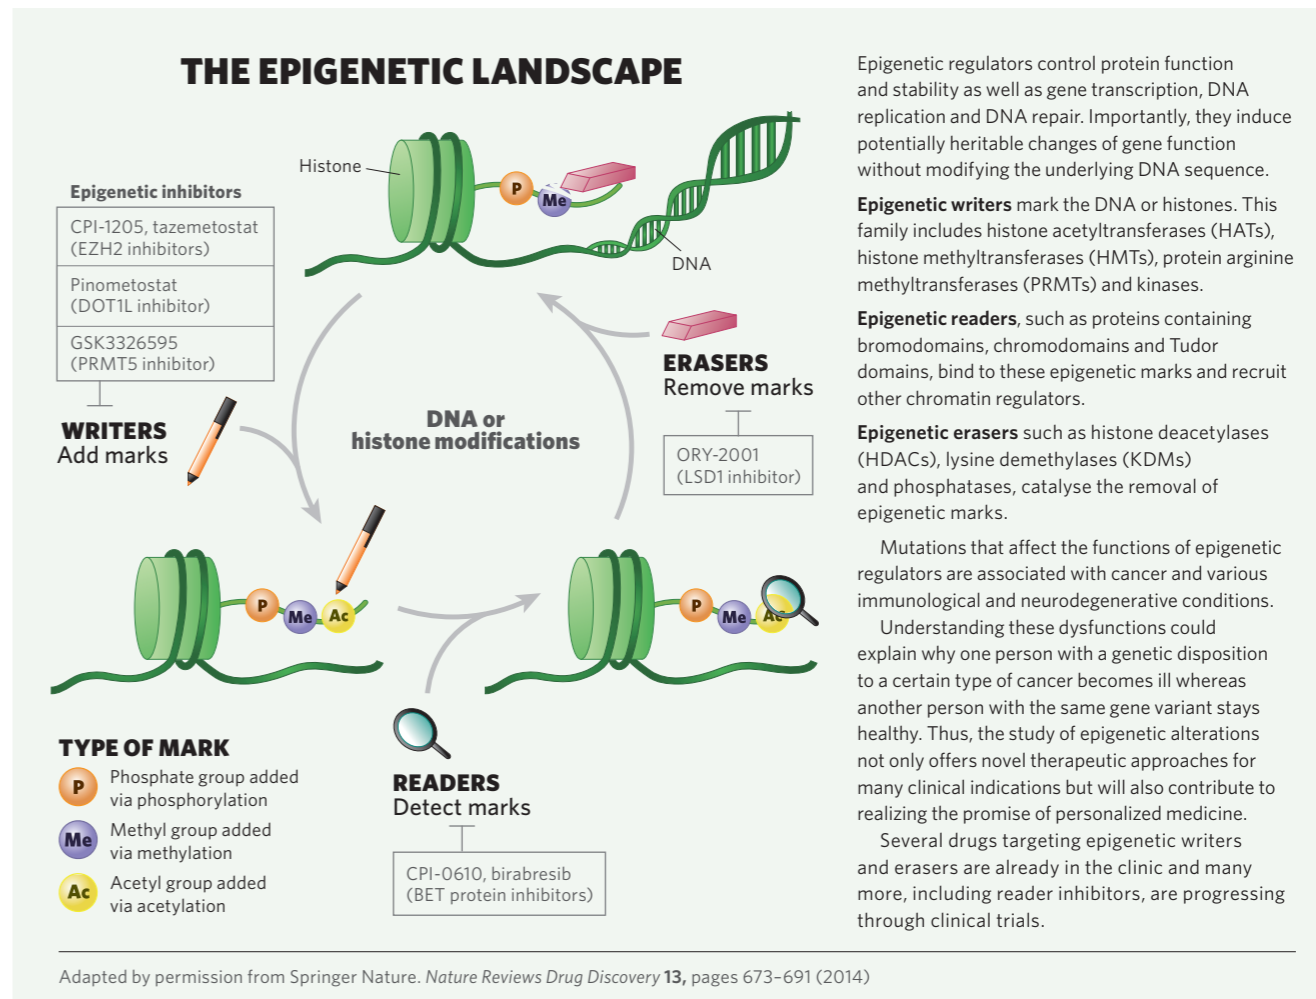 THE EPIGENETIC LANDSCAPE
Histone
P
Me
DNA
Epigenetic inhibitors
CPI-1205, tazemetostat
(EZH2 inhibitors)
Pinometostat
(DOT1L inhibitor)
GSK3326595
(PRMT5 inhibitor)
WRITERS
Add marks
DNA or
histone modifications
ERASERS
Remove marks
ORY-2001
(LSD1 inhibitor)
P
Me
Ac
P
Me
Ac
READERS
Detect marks
CPI-0610, birabresib
(BET protein inhibitors)
TYPE OF MARK
P
Phosphate group added
via phosphorylation
Me
Methyl group added
via methylation
Ac
Acetyl group added
via acetylation
Epigenetic regulators control protein function
and stability as well as gene transcription, DNA
replication and DNA repair. Importantly, they induce
potentially heritable changes of gene function
without modifying the underlying DNA sequence.
Epigenetic writers mark the DNA or histones. This
family includes histone acetyltransferases (HATs),
histone methyltransferases (HMTs), protein arginine
methyltransferases (PRMTs) and kinases.
Epigenetic readers, such as proteins containing
bromodomains, chromodomains and Tudor
domains, bind to these epigenetic marks and recruit
other chromatin regulators.
Epigenetic erasers such as histone deacetylases
(HDACs), lysine demethylases (KDMs)
and phosphatases, catalyse the removal of
epigenetic marks.
Mutations that affect the functions of epigenetic
regulators are associated with cancer and various
immunological and neurodegenerative conditions.
Understanding these dysfunctions could
explain why one person with a genetic disposition
to a certain type of cancer becomes ill whereas
another person with the same gene variant stays
healthy. Thus, the study of epigenetic alterations
not only offers novel therapeutic approaches for
many clinical indications but will also contribute to
realizing the promise of personalized medicine.
Several drugs targeting epigenetic writers
and erasers are already in the clinic and many
more, including reader inhibitors, are progressing
through clinical trials.
Adapted by permission from Springer Nature. Nature Reviews Drug Discovery 13, pages 673–691 (2014)